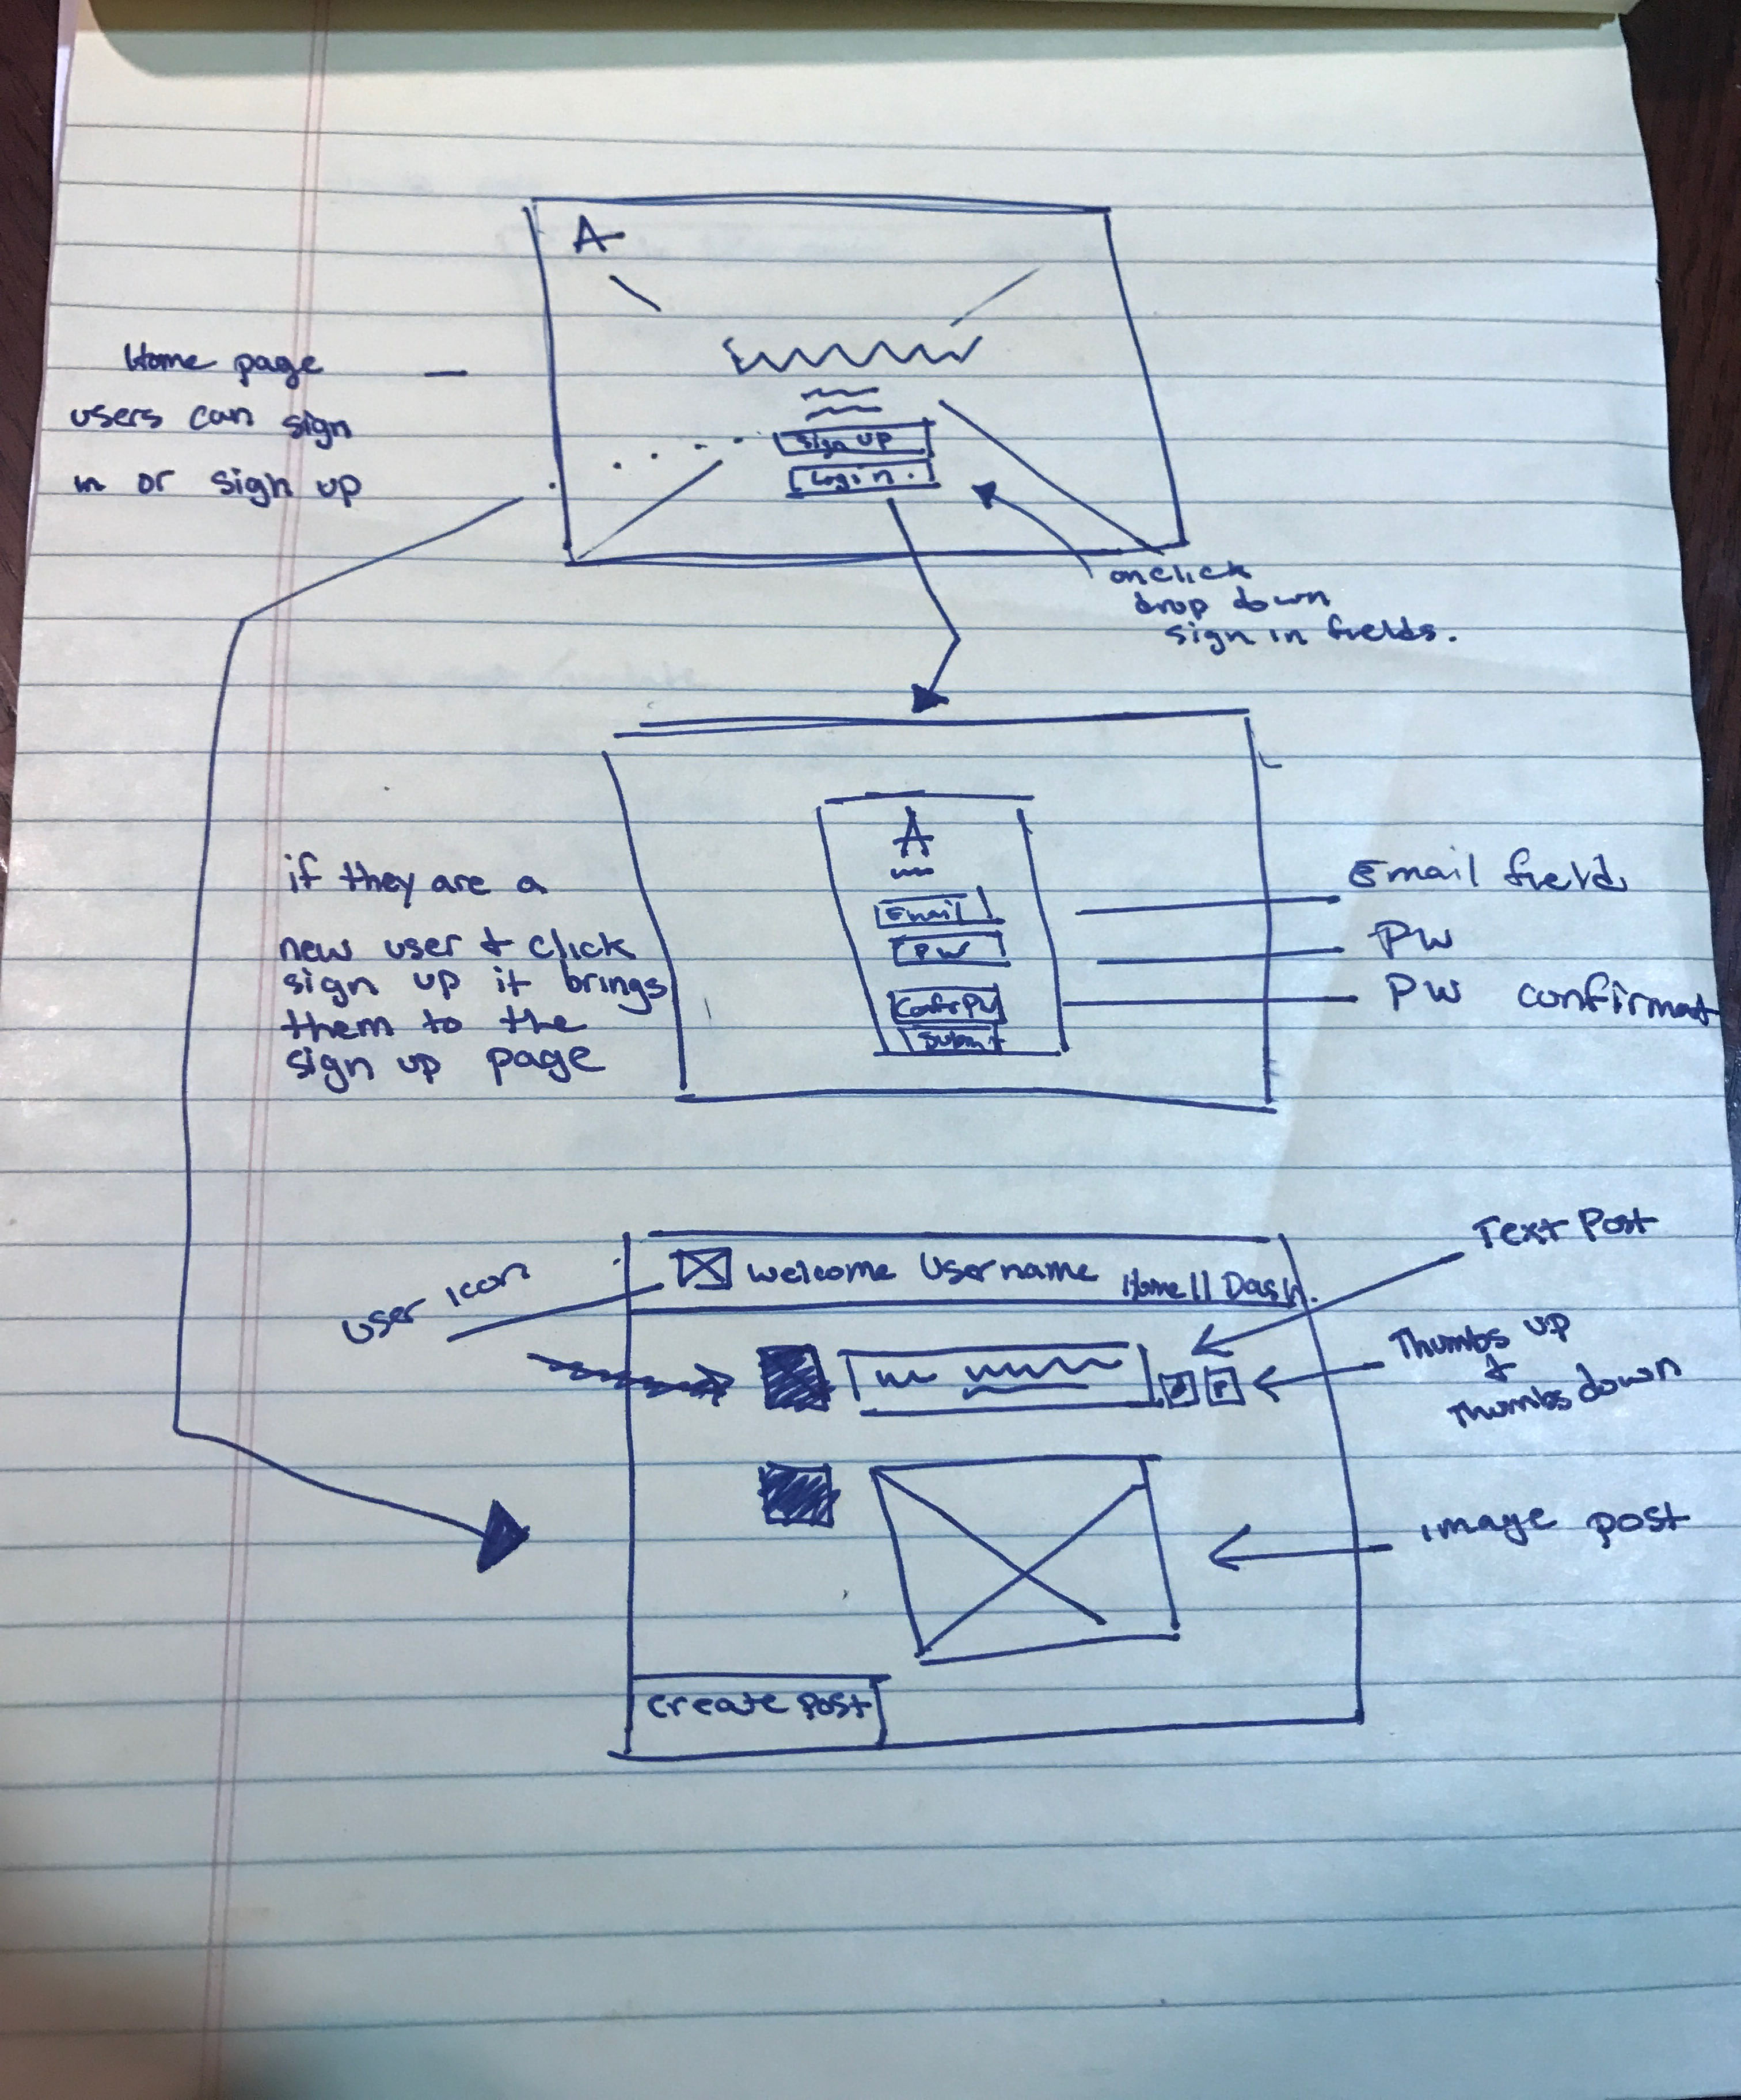 A
Home page
users can sign
in or sign up
sign up
Login.
onclick
drop down
sign in fields.
A
Email
PW
Submit
if they are a
new user & click
sign up it brings
them to the
sign up page
Email field
PW
PW confirmat
User icon
welcome Username Home || Dash.
Text Post
Thumbs up
&
Thumbs down
image post
create post